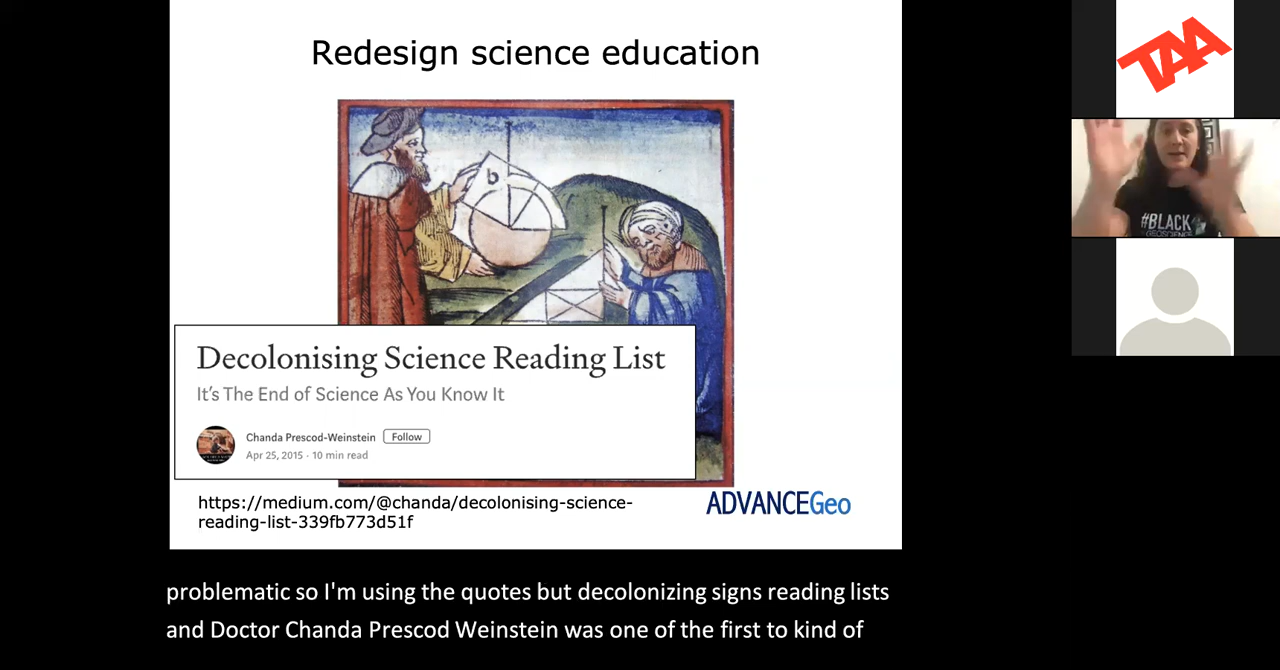 Redesign science education
b
Decolonising Science Reading List
It's The End of Science As You Know It
Chanda Prescod-Weinstein Follow
Apr 25, 2015 · 10 min read
https://medium.com/@chanda/decolonising-science-
reading-list-339fb773d51f
ADVANCEGeo
problematic so I'm using the quotes but decolonizing signs reading lists
and Doctor Chanda Prescod Weinstein was one of the first to kind of
TAA
#BLACK
GEOSCIENCE